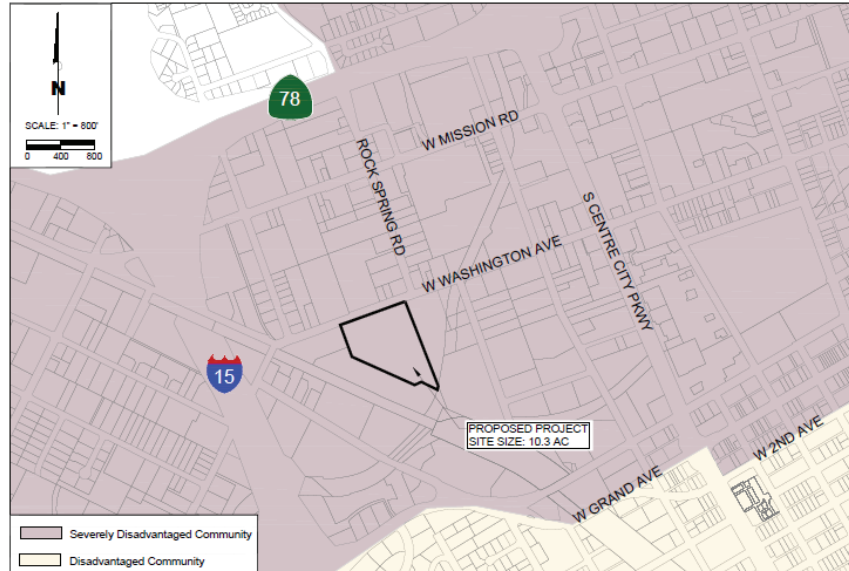 N
SCALE: 1" = 800'
0 400 800
78
W MISSION RD
ROCK SPRING RD
S CENTRE CITY PKWY
W WASHINGTON AVE
15
PROPOSED PROJECT
SITE SIZE: 10.3 AC
W 2ND AVE
W GRAND AVE
Severely Disadvantaged Community
Disadvantaged Community